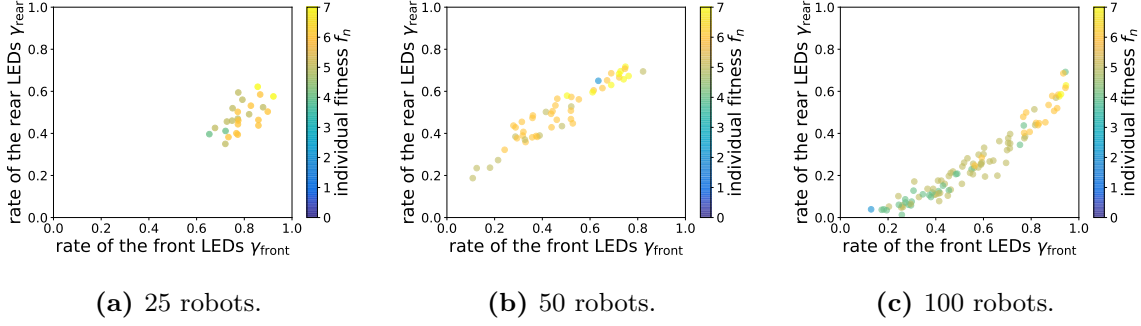 rate of the rear LEDs γrear
1.0
0.8
0.6
0.4
0.2
0.0
0.0 0.2 0.4 0.6 0.8 1.0
rate of the front LEDs γfront
7
6
5
4
3
2
1
0
individual fitness fn
(a) 25 robots.
rate of the rear LEDs γrear
1.0
0.8
0.6
0.4
0.2
0.0
0.0 0.2 0.4 0.6 0.8 1.0
rate of the front LEDs γfront
7
6
5
4
3
2
1
0
individual fitness fn
(b) 50 robots.
rate of the rear LEDs γrear
1.0
0.8
0.6
0.4
0.2
0.0
0.0 0.2 0.4 0.6 0.8 1.0
rate of the front LEDs γfront
7
6
5
4
3
2
1
0
individual fitness fn
(c) 100 robots.